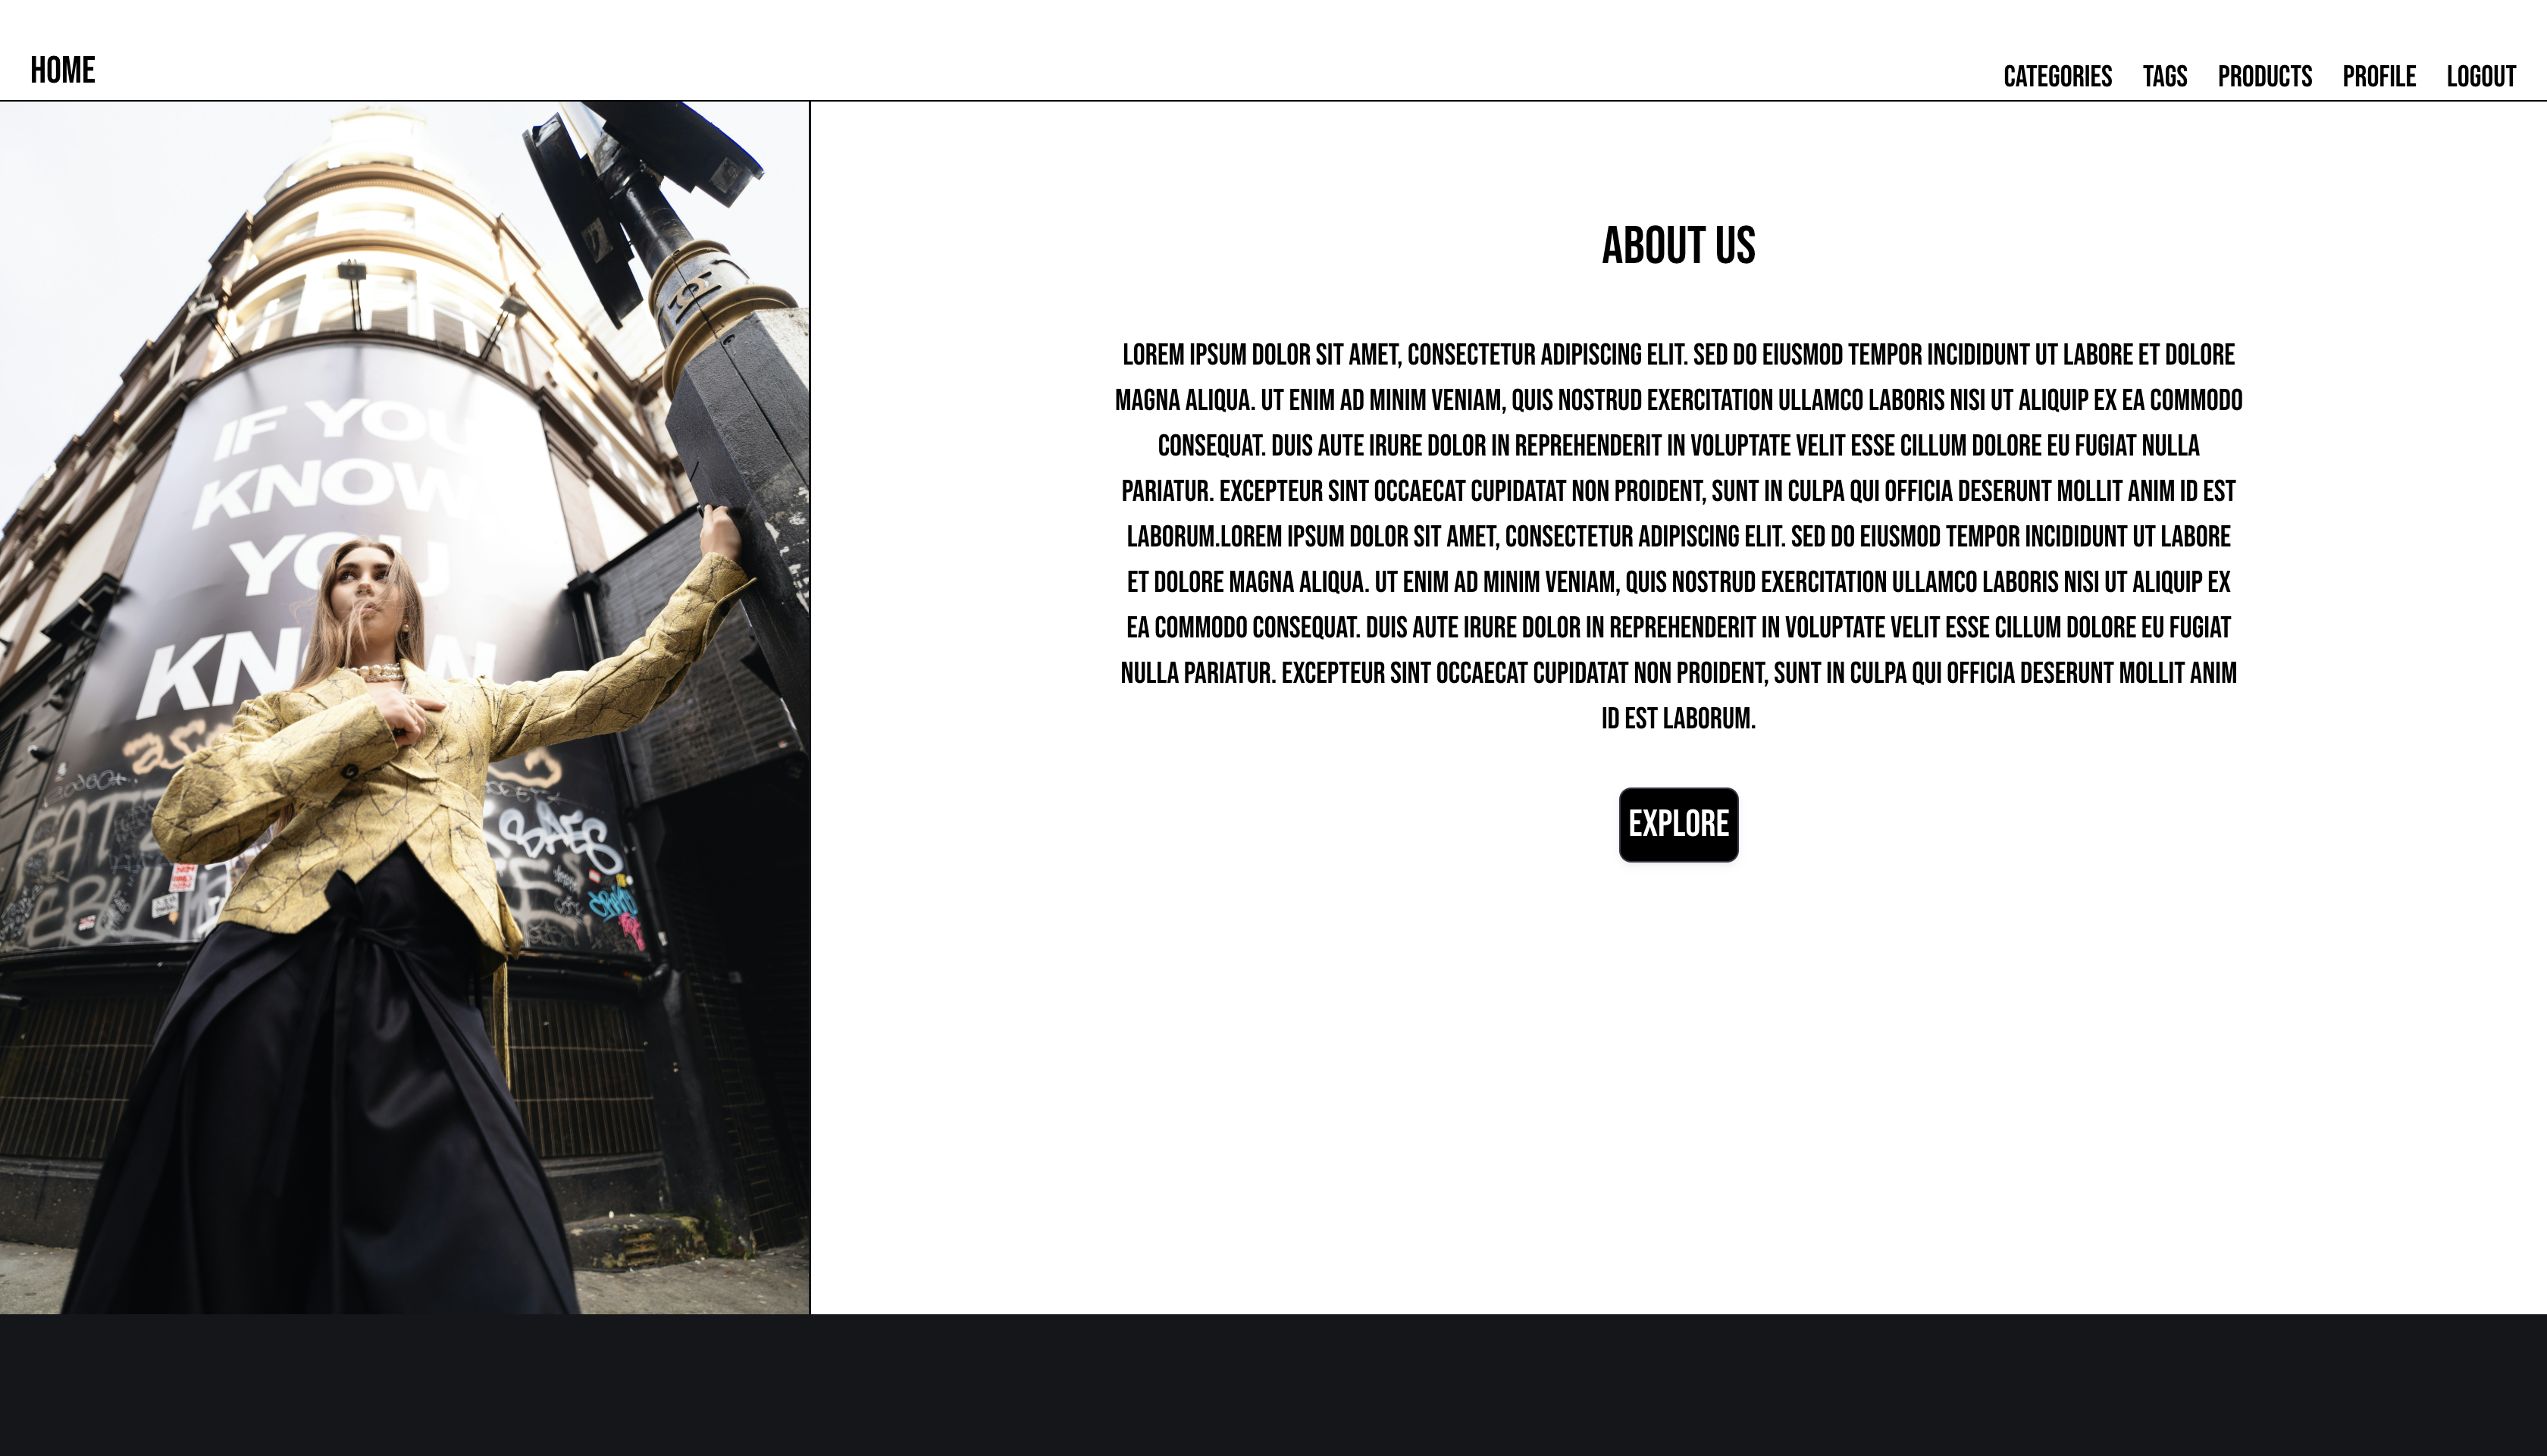 HOME
CATEGORIES TAGS PRODUCTS PROFILE LOGOUT
IF YOU
KNOW,
YOU
KNOW
BAES
ABOUT US
LOREM IPSUM DOLOR SIT AMET, CONSECTETUR ADIPISCING ELIT. SED DO EIUSMOD TEMPOR INCIDIDUNT UT LABORE ET DOLORE
MAGNA ALIQUA. UT ENIM AD MINIM VENIAM, QUIS NOSTRUD EXERCITATION ULLAMCO LABORIS NISI UT ALIQUIP EX EA COMMODO
CONSEQUAT. DUIS AUTE IRURE DOLOR IN REPREHENDERIT IN VOLUPTATE VELIT ESSE CILLUM DOLORE EU FUGIAT NULLA
PARIATUR. EXCEPTEUR SINT OCCAECAT CUPIDATAT NON PROIDENT, SUNT IN CULPA QUI OFFICIA DESERUNT MOLLIT ANIM ID EST
LABORUM.LOREM IPSUM DOLOR SIT AMET, CONSECTETUR ADIPISCING ELIT. SED DO EIUSMOD TEMPOR INCIDIDUNT UT LABORE
ET DOLORE MAGNA ALIQUA. UT ENIM AD MINIM VENIAM, QUIS NOSTRUD EXERCITATION ULLAMCO LABORIS NISI UT ALIQUIP EX
EA COMMODO CONSEQUAT. DUIS AUTE IRURE DOLOR IN REPREHENDERIT IN VOLUPTATE VELIT ESSE CILLUM DOLORE EU FUGIAT
NULLA PARIATUR. EXCEPTEUR SINT OCCAECAT CUPIDATAT NON PROIDENT, SUNT IN CULPA QUI OFFICIA DESERUNT MOLLIT ANIM
ID EST LABORUM.
EXPLORE